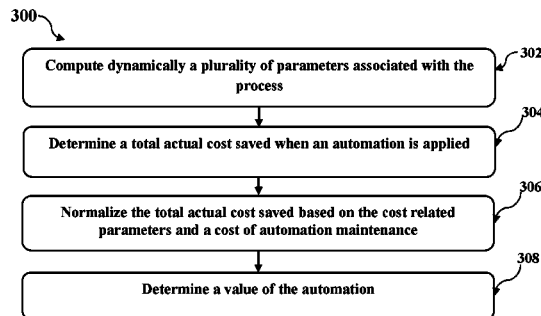 300
302
Compute dynamically a plurality of parameters associated with the
process
304
Determine a total actual cost saved when an automation is applied
306
Normalize the total actual cost saved based on the cost related
parameters and a cost of automation maintenance
308
Determine a value of the automation